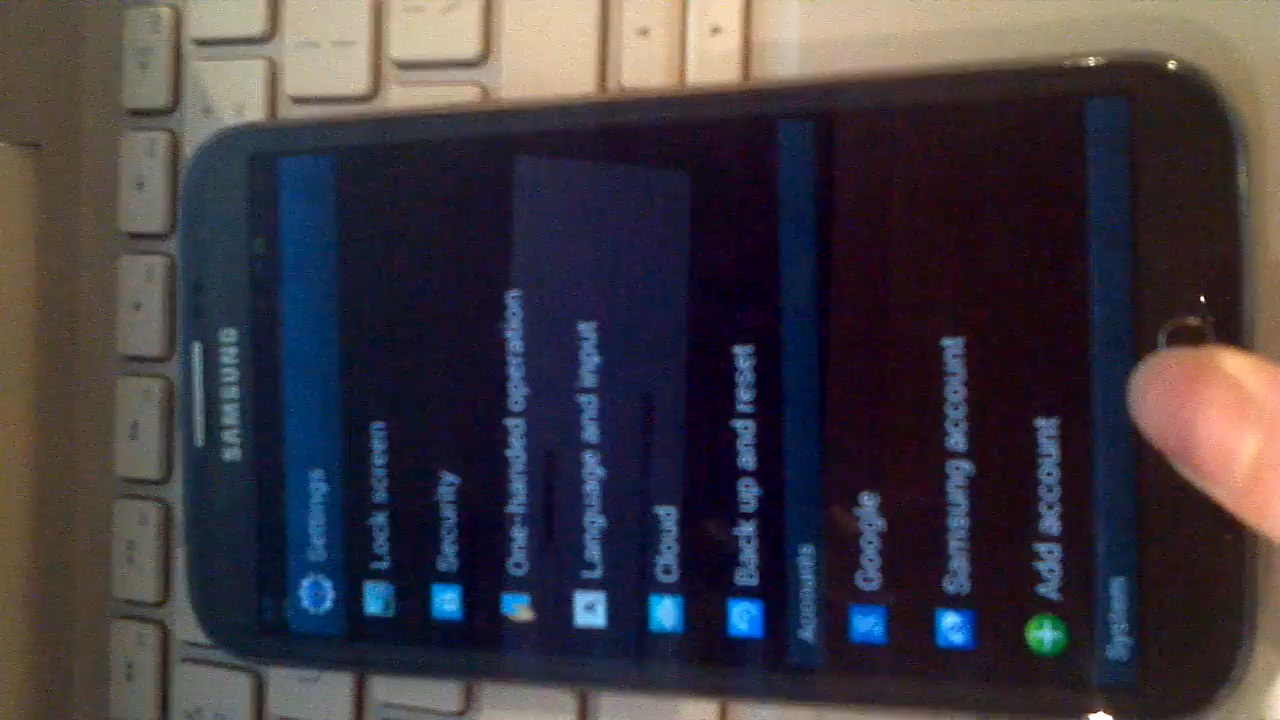 SAMSUNG
Settings
Lock screen
Security
One-handed operation
Language and input
Cloud
Back up and reset
Accounts
Google
Samsung account
Add account
System